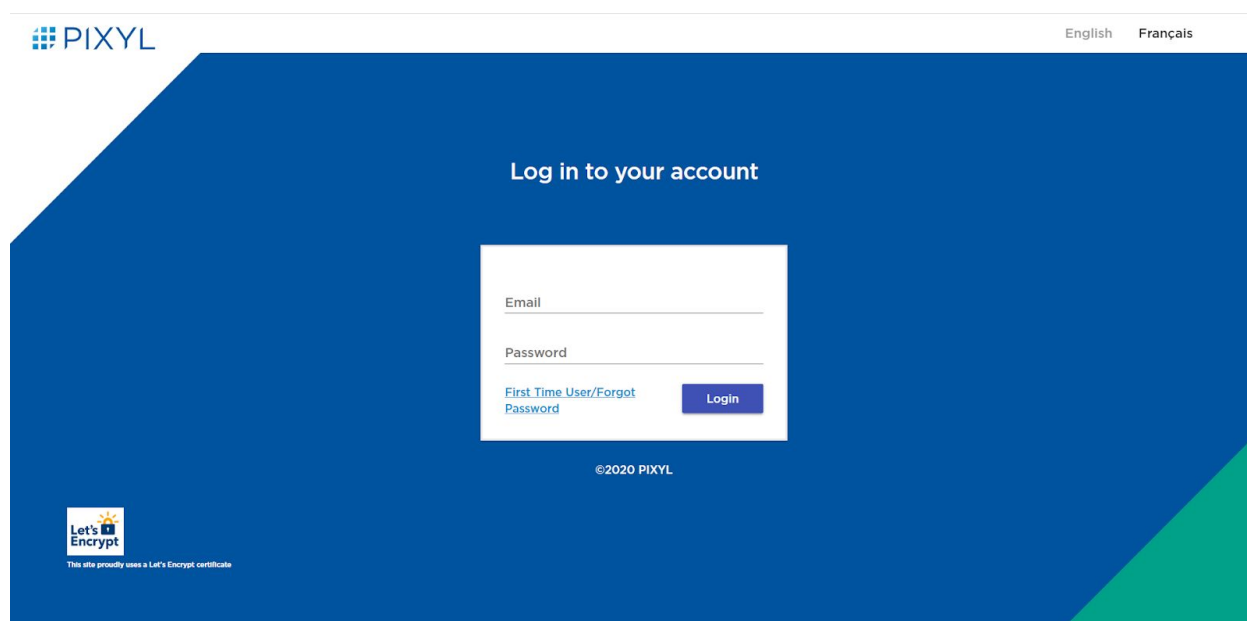 PIXYL
English Français
Log in to your account
Email
Password
First Time User/Forgot
Password
Login
©2020 PIXYL
Let's
Encrypt
This site proudly uses a Let's Encrypt certificate